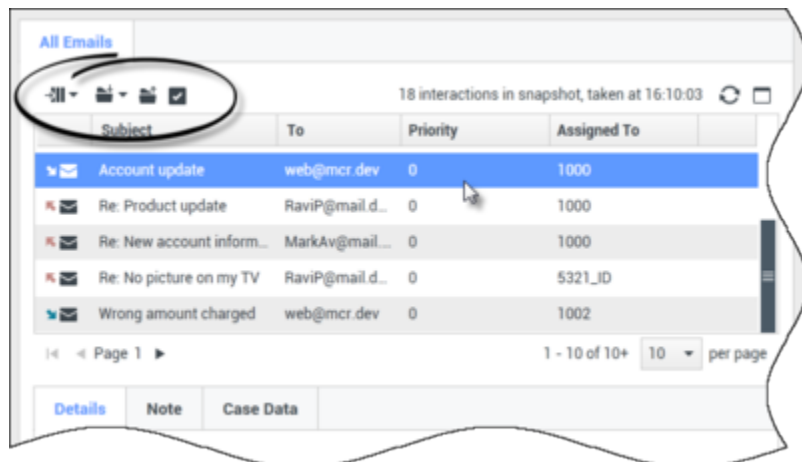 All Emails
18 interactions in snapshot, taken at 16:10:03
Subject To Priority Assigned To
Account update web@mcr.dev 0 1000
Re: Product update RaviP@mail.d... 0 1000
Re: New account inform... MarkAv@mail.... 0 1000
Re: No picture on my TV RaviP@mail.d... 0 5321_ID
Wrong amount charged web@mcr.dev 0 1002
Page 1 1 - 10 of 10+ 10 per page
Details Note Case Data